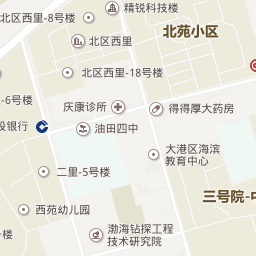 精锐科技楼
北区西里-8号楼
北苑小区
北区西里
北区西里-18号楼
-6号楼
庆康诊所
得得厚大药房
设银行
油田四中
大港区海滨
教育中心
二里-5号楼
三号院-中
西苑幼儿园
渤海钻探工程
技术研究院
号楼